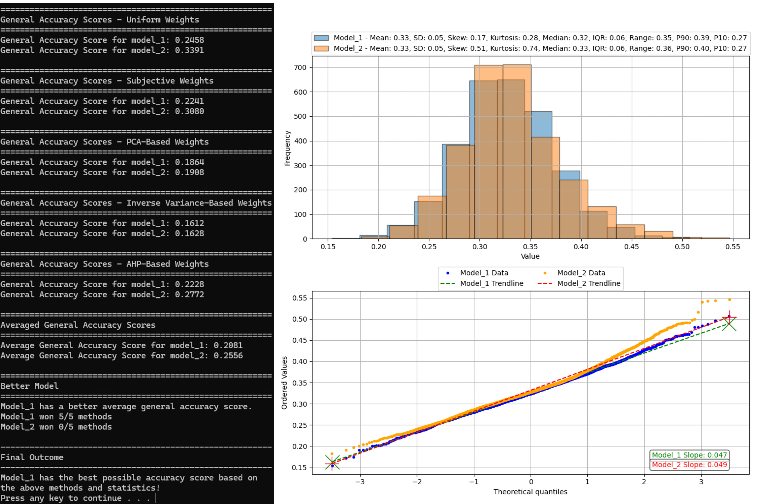 General Accuracy Scores - Uniform Weights
General Accuracy Score for model_1: 0.2458
General Accuracy Score for model_2: 0.3391
General Accuracy Scores - Subjective Weights
General Accuracy Score for model_1: 0.2241
General Accuracy Score for model_2: 0.3080
General Accuracy Scores - PCA-Based Weights
General Accuracy Score for model_1: 0.1864
General Accuracy Score for model_2: 0.1908
General Accuracy Scores - Inverse Variance-Based Weights
General Accuracy Score for model_1: 0.1612
General Accuracy Score for model_2: 0.1628
General Accuracy Scores - AHP-Based Weights
General Accuracy Score for model_1: 0.2228
General Accuracy Score for model_2: 0.2772
Averaged General Accuracy Scores
Average General Accuracy Score for model_1: 0.2081
Average General Accuracy Score for model_2: 0.2556
Better Model
Model_1 has a better average general accuracy score.
Model_1 won 5/5 methods
Model_2 won 0/5 methods
Final Outcome
Model_1 has the best possible accuracy score based on
the above methods and statistics!
Press any key to continue . . .
Model_1 - Mean: 0.33, SD: 0.05, Skew: 0.17, Kurtosis: 0.28, Median: 0.32, IQR: 0.06, Range: 0.35, P90: 0.39, P10: 0.27
Model_2 - Mean: 0.33, SD: 0.05, Skew: 0.51, Kurtosis: 0.74, Median: 0.33, IQR: 0.06, Range: 0.36, P90: 0.40, P10: 0.27
700
600
500
400
300
200
100
0
Frequency
0.15 0.20 0.25 0.30 0.35 0.40 0.45 0.50 0.55
Value
Model_1 Data Model_2 Data
Model_1 Trendline Model_2 Trendline
0.55
0.50
0.45
0.40
0.35
0.30
0.25
0.20
0.15
Ordered Values
Model_1 Slope: 0.047
Model_2 Slope: 0.049
−3 −2 −1 0 1 2 3
Theoretical quantiles